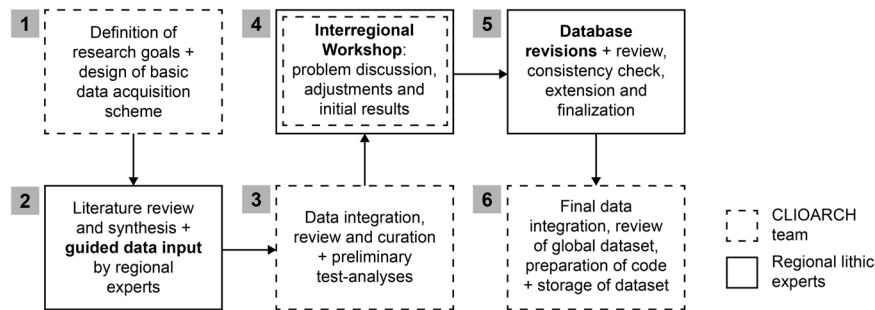 1
Definition of
research goals +
design of basic
data acquisition
scheme
2
Literature review
and synthesis +
guided data input
by regional
experts
3
Data integration,
review and curation
+ preliminary
test-analyses
4
Interregional
Workshop:
problem discussion,
adjustments and
initial results
5
Database
revisions + review,
consistency check,
extension and
finalization
6
Final data
integration, review
of global dataset,
preparation of code
+ storage of dataset
CLIOARCH
team
Regional lithic
experts